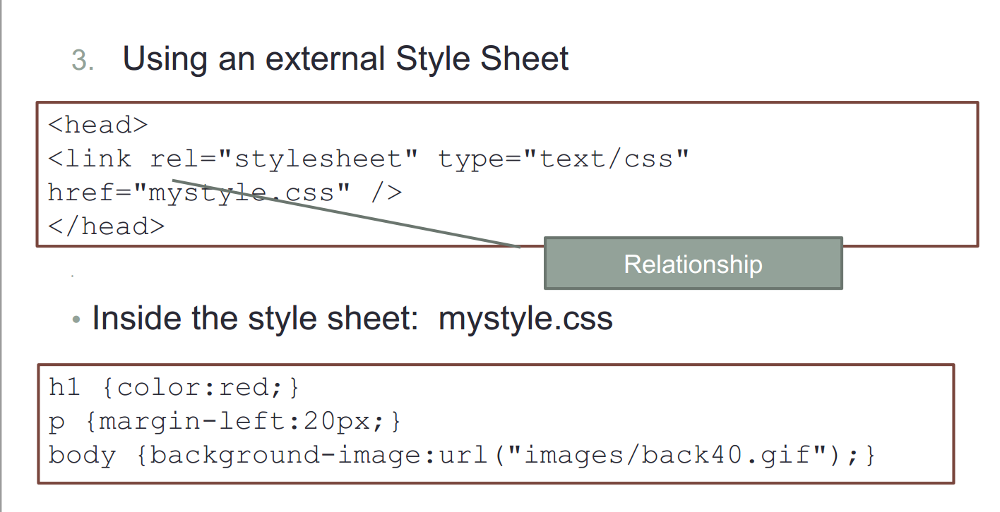 3. Using an external Style Sheet
<head>
<link rel="stylesheet" type="text/css"
href="mystyle.css" />
</head>
Relationship
• Inside the style sheet: mystyle.css
h1 {color:red;}
p {margin-left:20px;}
body {background-image:url("images/back40.gif");}